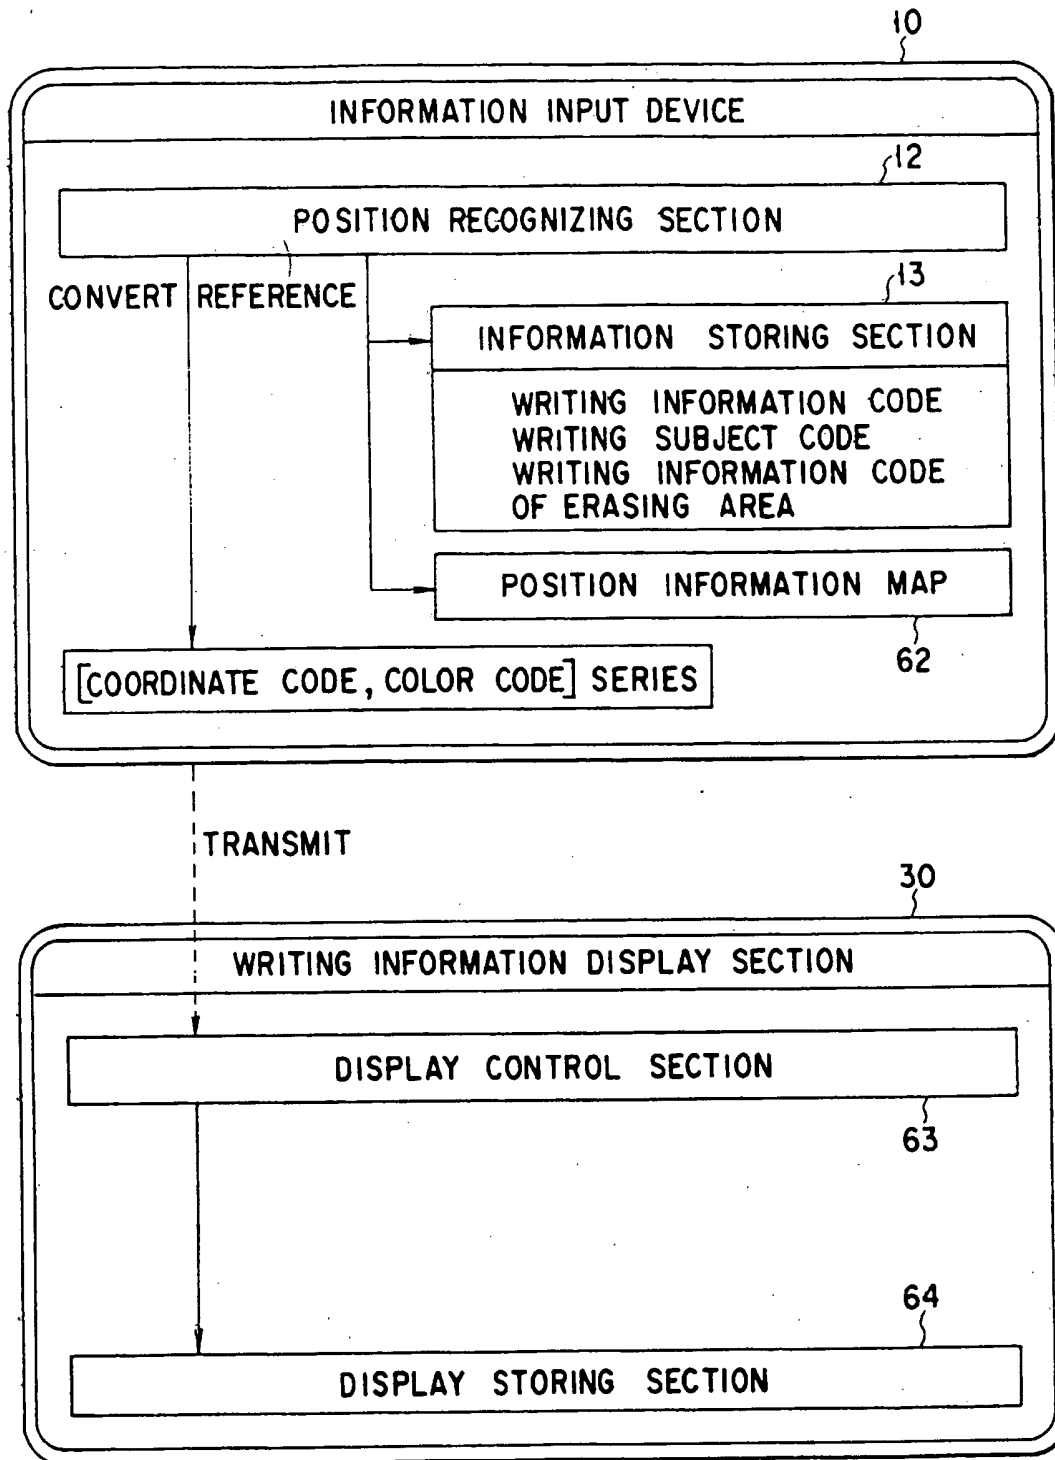 10
INFORMATION INPUT DEVICE
12
POSITION RECOGNIZING SECTION
CONVERT
REFERENCE
13
INFORMATION STORING SECTION
WRITING INFORMATION CODE
WRITING SUBJECT CODE
WRITING INFORMATION CODE
OF ERASING AREA
POSITION INFORMATION MAP
62
[COORDINATE CODE, COLOR CODE] SERIES
TRANSMIT
30
WRITING INFORMATION DISPLAY SECTION
DISPLAY CONTROL SECTION
63
64
DISPLAY STORING SECTION